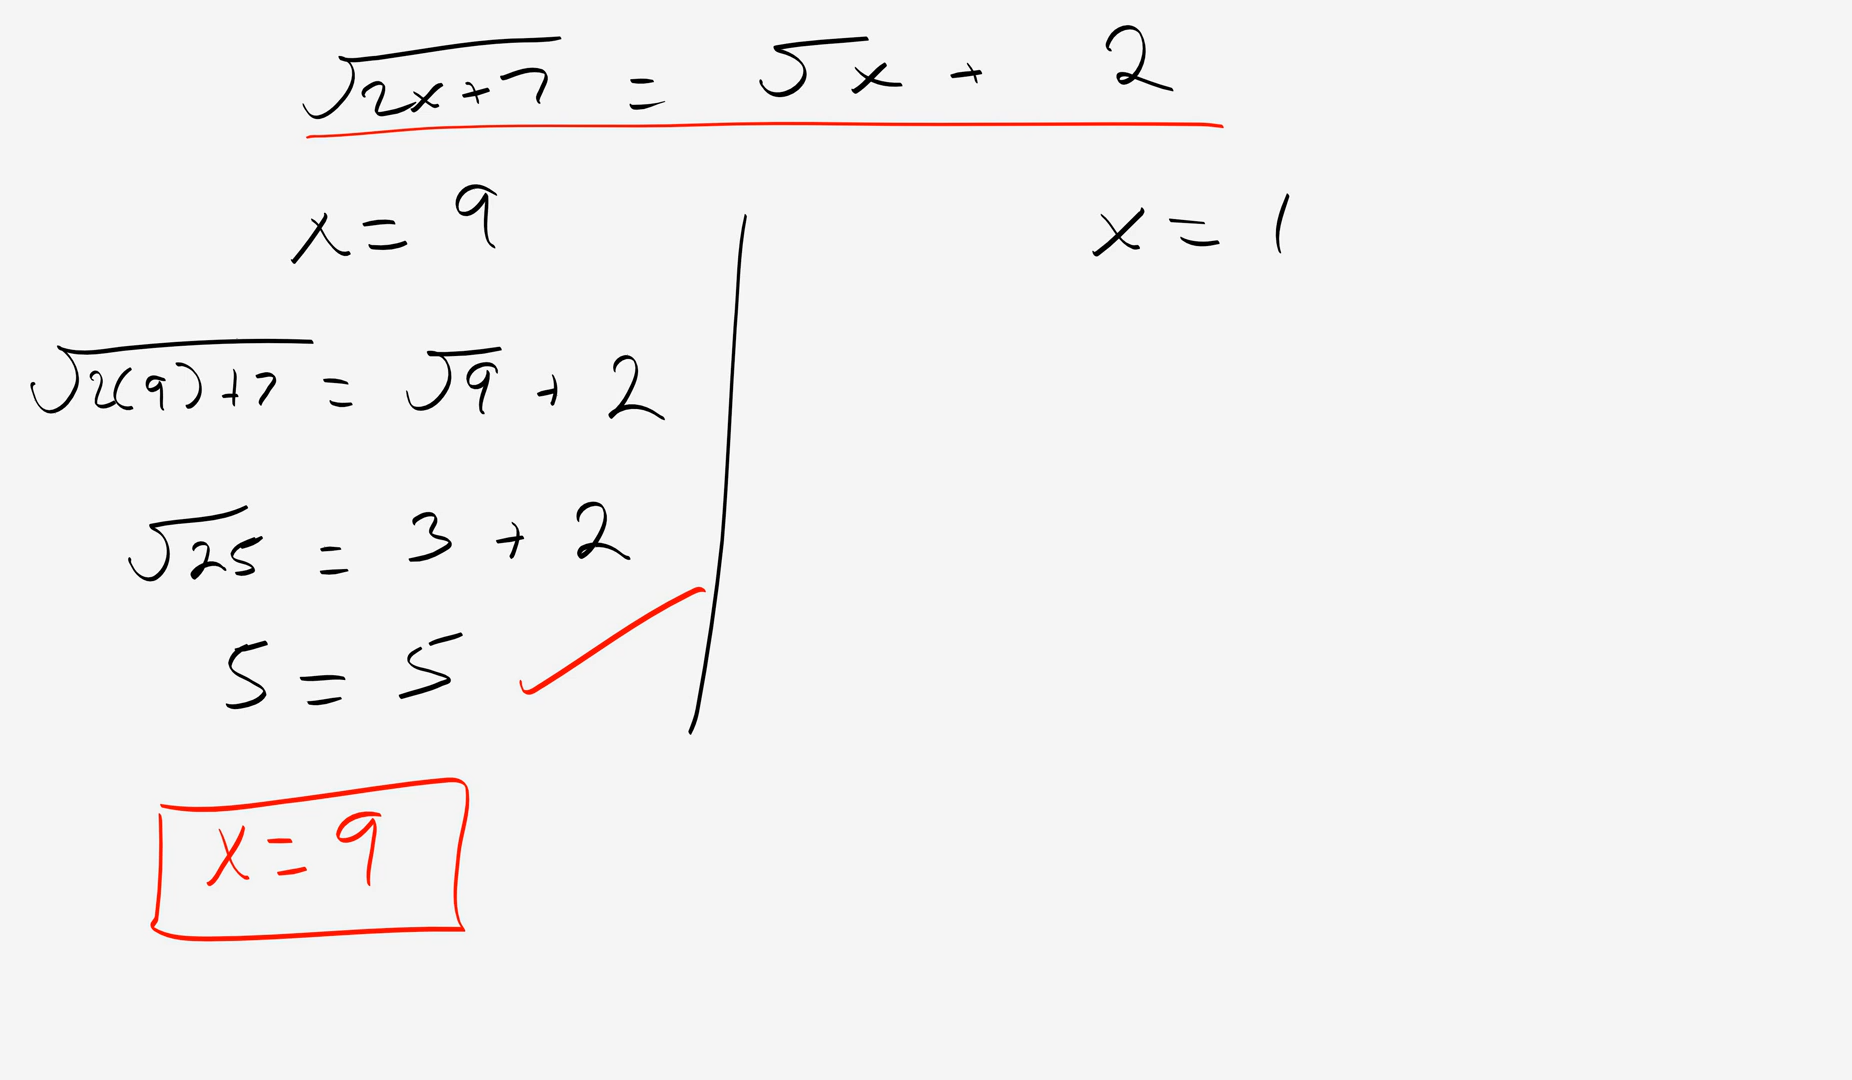 √(2x+7) = √x + 2
x = 9
√(2(9)+7) = √9 + 2
√25 = 3 + 2
5 = 5 ✓
x = 9
x = 1